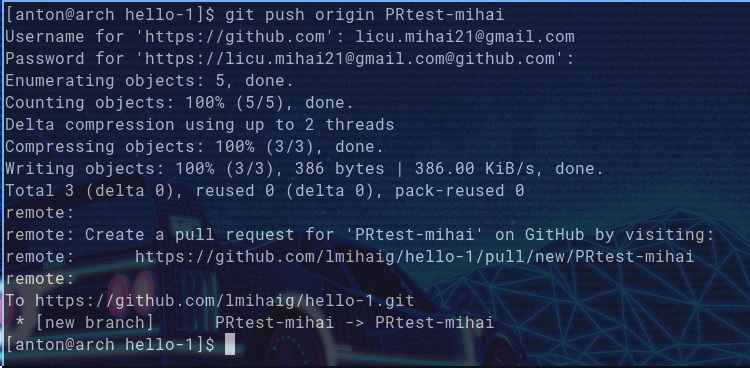 [anton@arch hello-1]$ git push origin PRtest-mihai
Username for 'https://github.com': licu.mihai21@gmail.com
Password for 'https://licu.mihai21@gmail.com@github.com':
Enumerating objects: 5, done.
Counting objects: 100% (5/5), done.
Delta compression using up to 2 threads
Compressing objects: 100% (3/3), done.
Writing objects: 100% (3/3), 386 bytes | 386.00 KiB/s, done.
Total 3 (delta 0), reused 0 (delta 0), pack-reused 0
remote:
remote: Create a pull request for 'PRtest-mihai' on GitHub by visiting:
remote:      https://github.com/lmihaig/hello-1/pull/new/PRtest-mihai
remote:
To https://github.com/lmihaig/hello-1.git
 * [new branch]      PRtest-mihai -> PRtest-mihai
[anton@arch hello-1]$